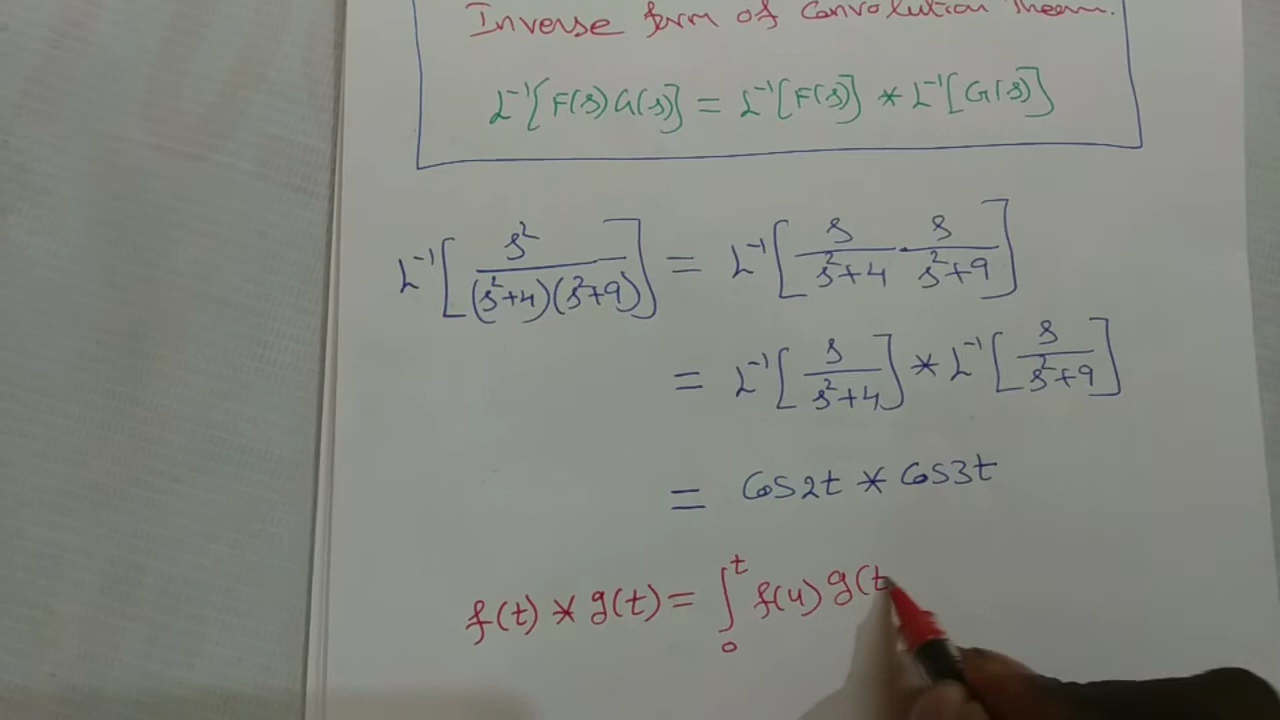 Inverse form of Convolution Theorem.
L⁻¹[F(s)G(s)] = L⁻¹[F(s)] * L⁻¹[G(s)]
L⁻¹[s²/(s²+4)(s²+9)] = L⁻¹[s/s²+4 · s/s²+9]
= L⁻¹[s/s²+4] * L⁻¹[s/s²+9]
= Cos2t * Cos3t
f(t) * g(t) = ∫₀ᵗ f(u) g(t